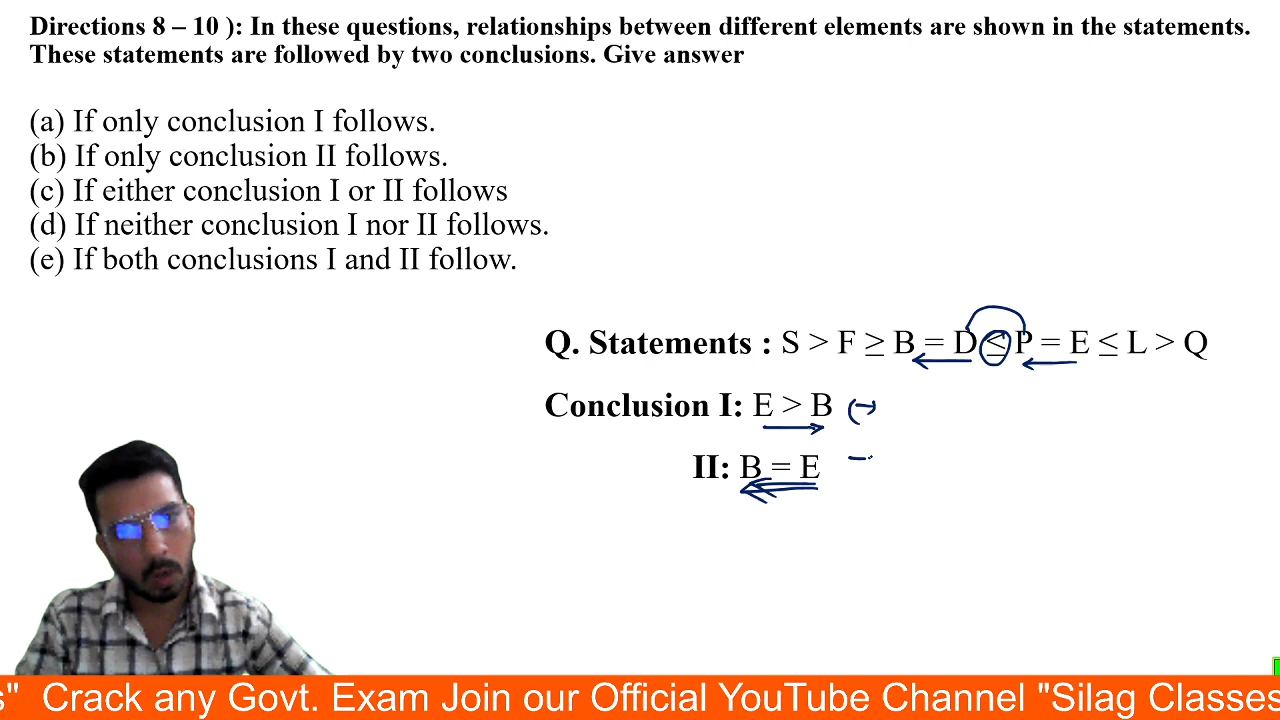 Directions 8 – 10 ): In these questions, relationships between different elements are shown in the statements.
These statements are followed by two conclusions. Give answer
(a) If only conclusion I follows.
(b) If only conclusion II follows.
(c) If either conclusion I or II follows
(d) If neither conclusion I nor II follows.
(e) If both conclusions I and II follow.
Q. Statements : S > F ≥ B = D ≤ P = E ≤ L > Q
Conclusion I: E > B
II: B = E
s" Crack any Govt. Exam Join our Official YouTube Channel "Silag Classes